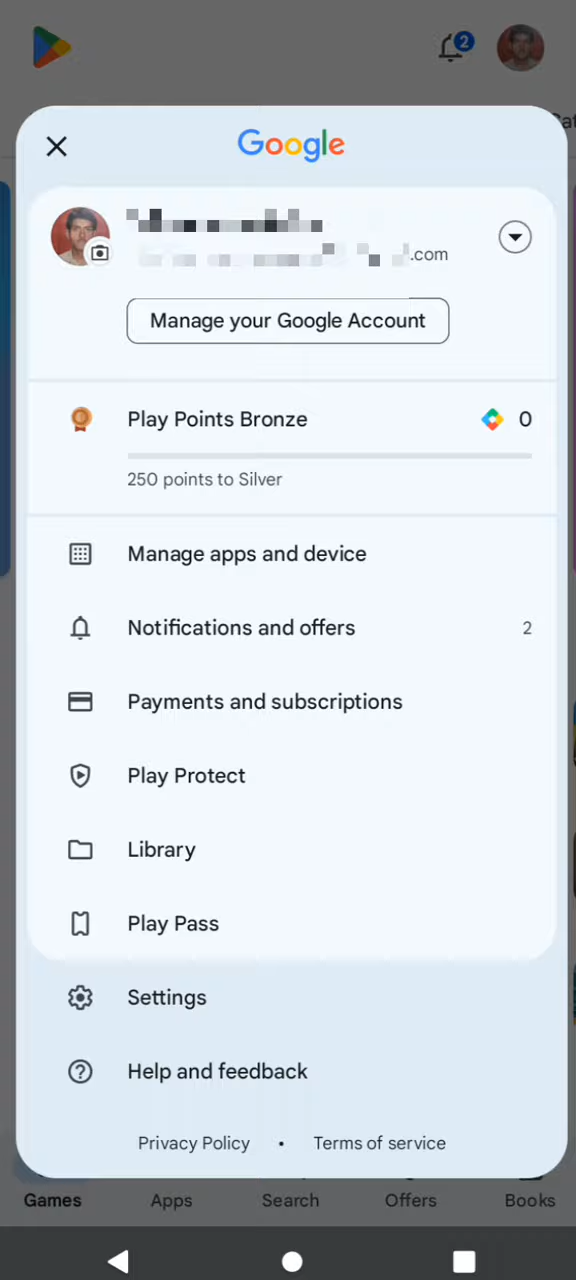 2
Google
.com
Manage your Google Account
Play Points Bronze 0
250 points to Silver
Manage apps and device
Notifications and offers 2
Payments and subscriptions
Play Protect
Library
Play Pass
Settings
Help and feedback
Privacy Policy • Terms of service
Games Apps Search Offers Books